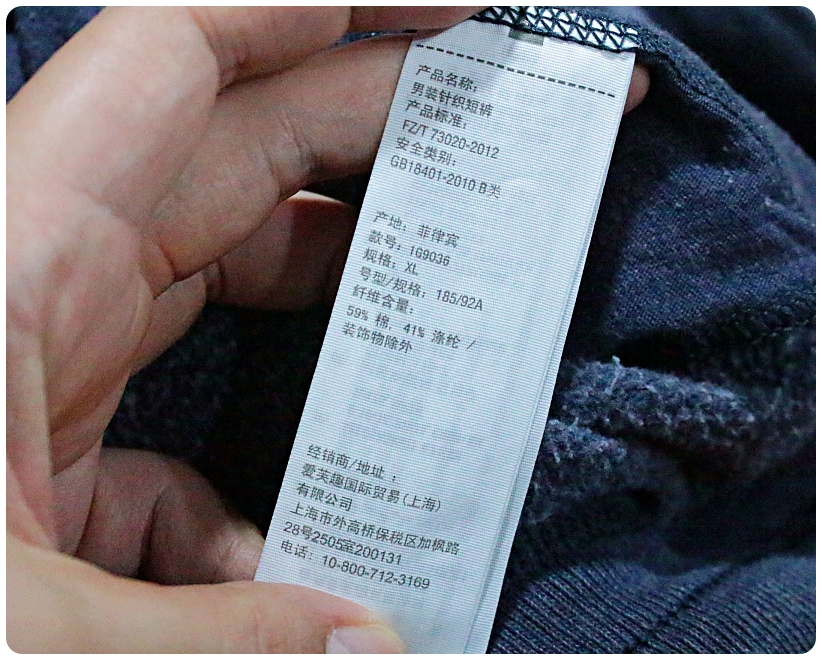 产品名称：
男装针织短裤
产品标准：
FZ/T 73020-2012
安全类别：
GB18401-2010 B类
产地：菲律宾
款号：1G9036
规格：XL
号型/规格：185/92A
纤维含量：
59% 棉，41% 涤纶 /
装饰物除外
经销商/地址：
爱芙趣国际贸易(上海)
有限公司
上海市外高桥保税区加枫路
28号2505室200131
电话：10-800-712-3169